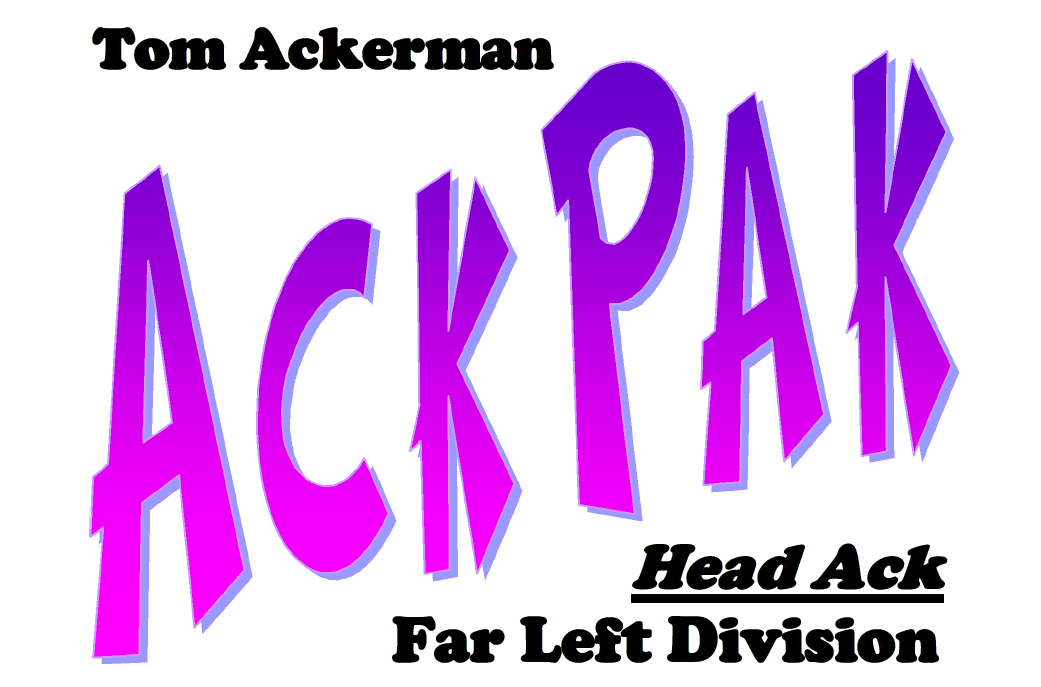 Tom Ackerman
ACKPAK
Head Ack
Far Left Division